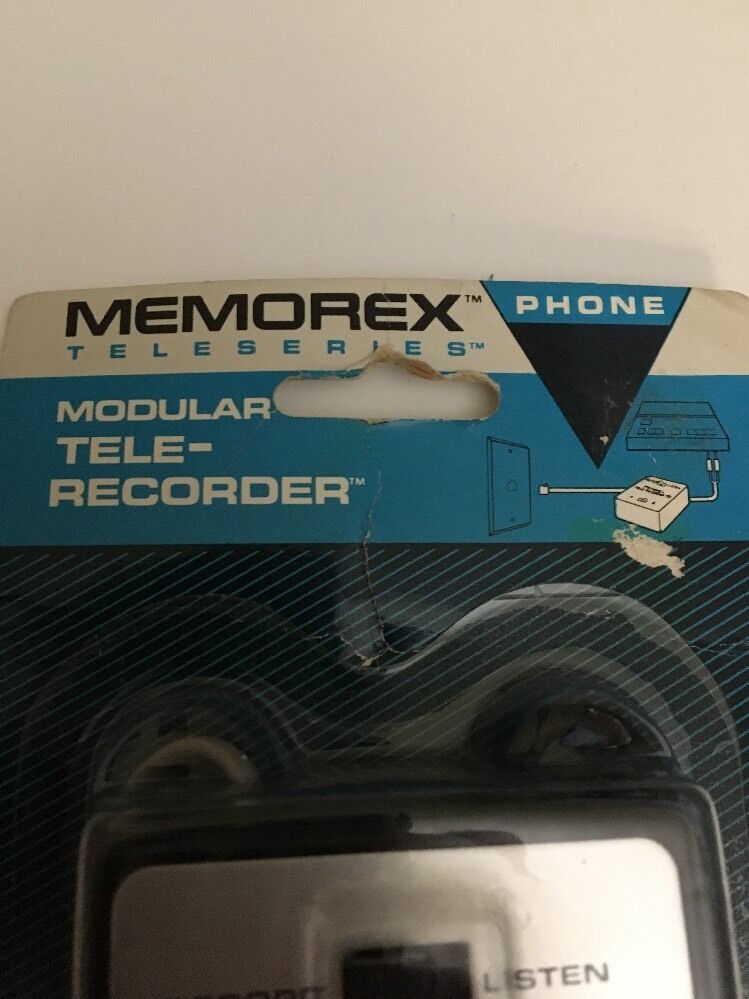 MEMOREX™ PHONE
TELESERIES™
MODULAR
TELE-
RECORDER™
LISTEN